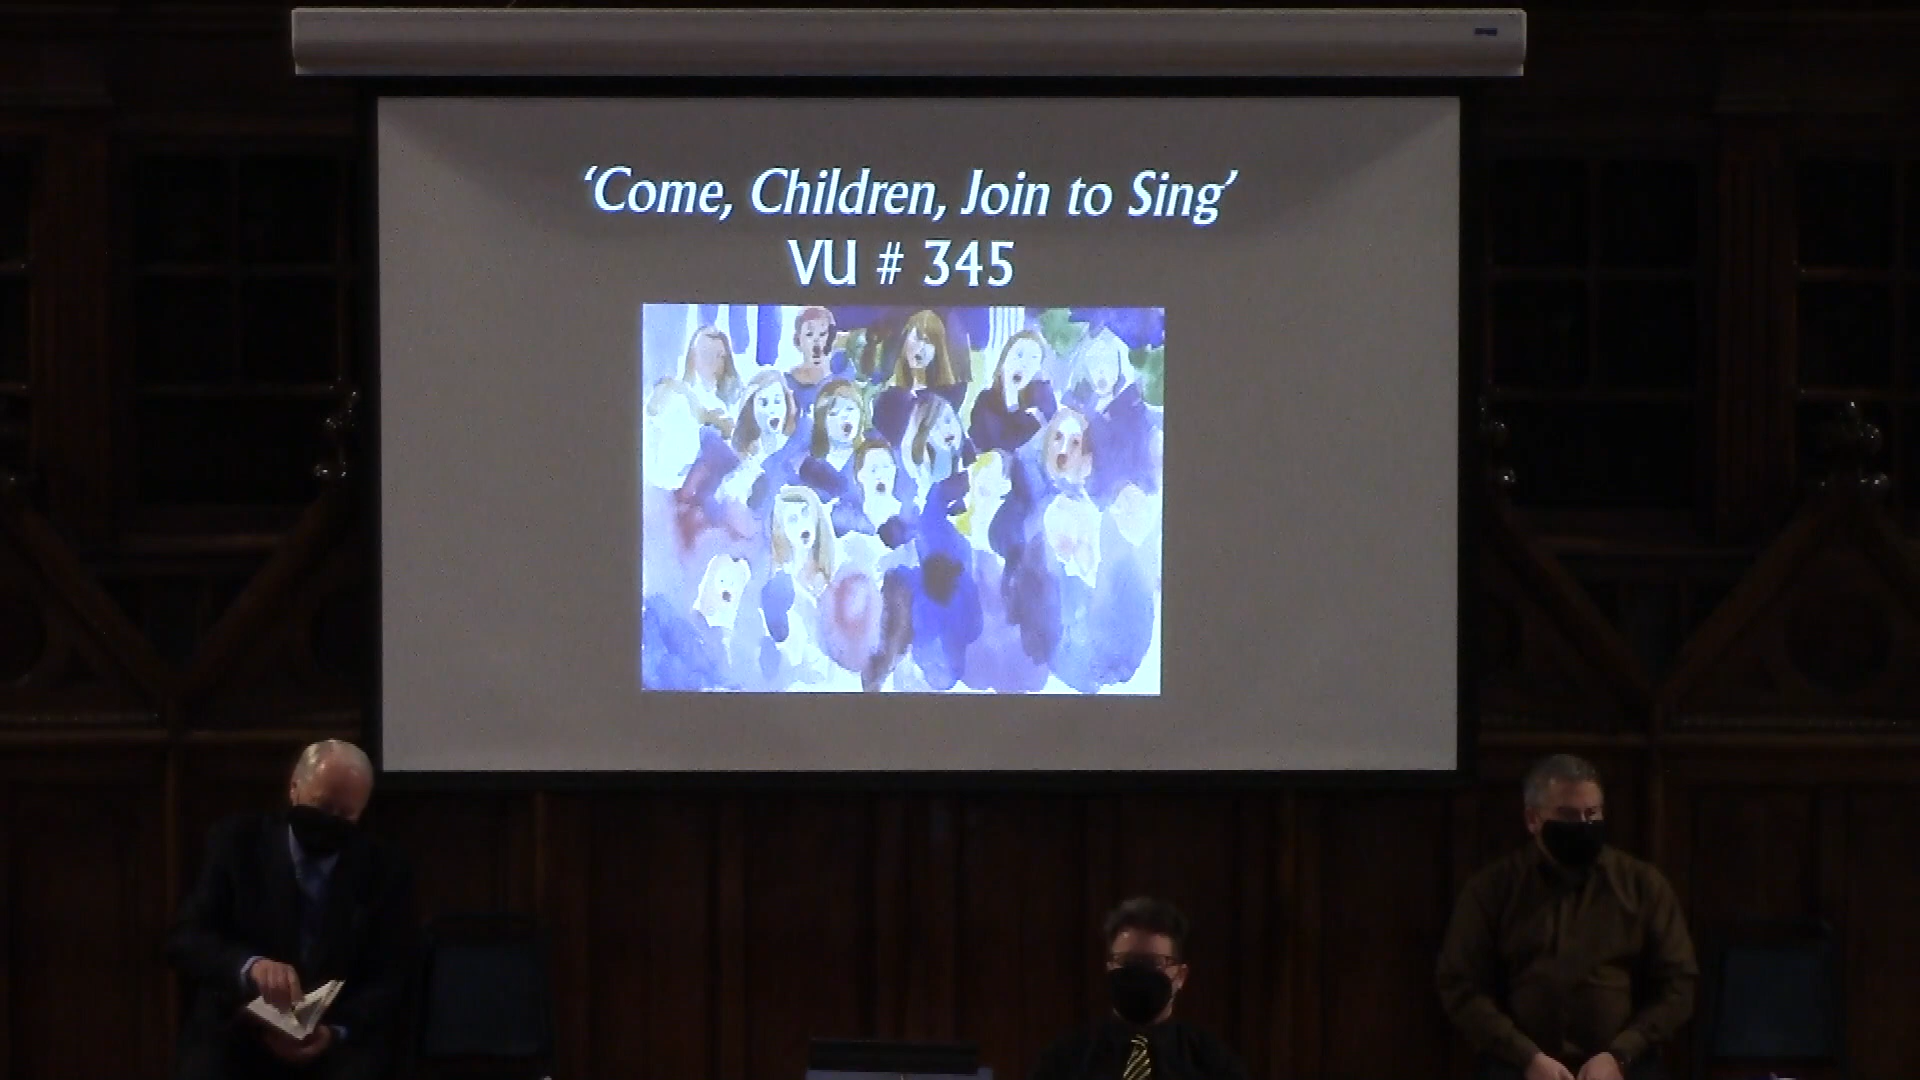 ‘Come, Children, Join to Sing’
VU # 345